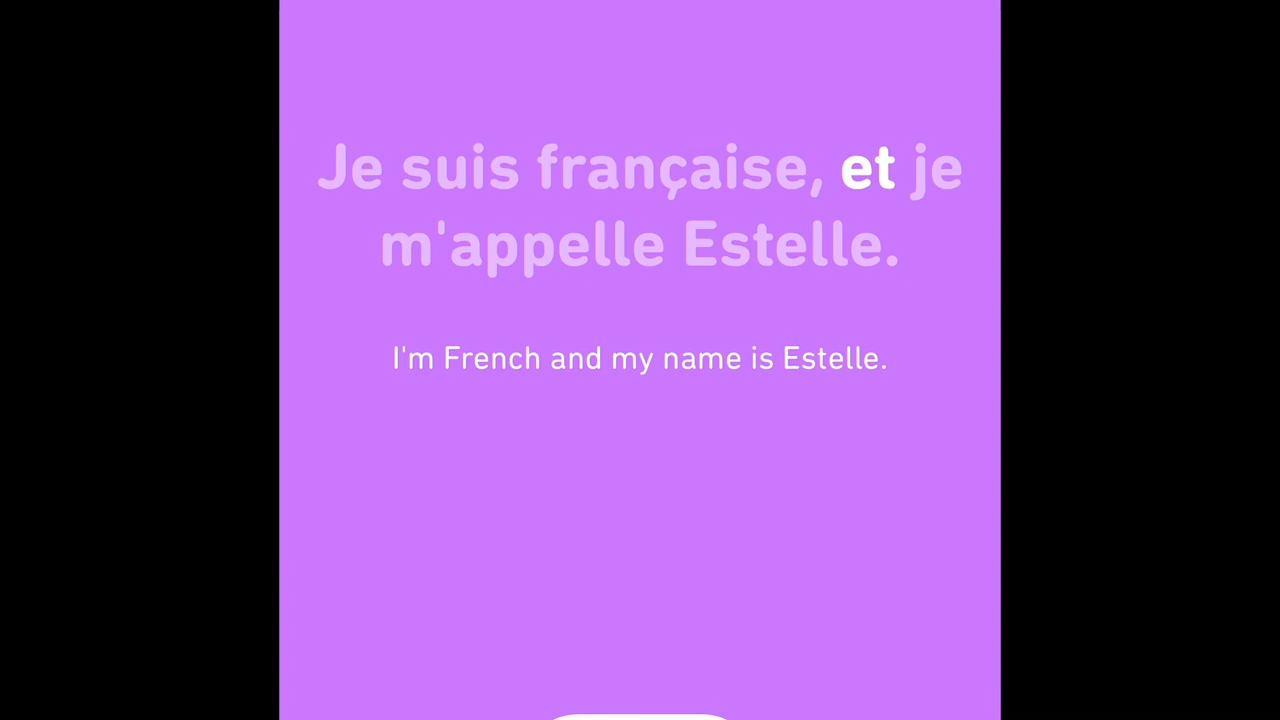 Je suis française, et je
m'appelle Estelle.
I'm French and my name is Estelle.